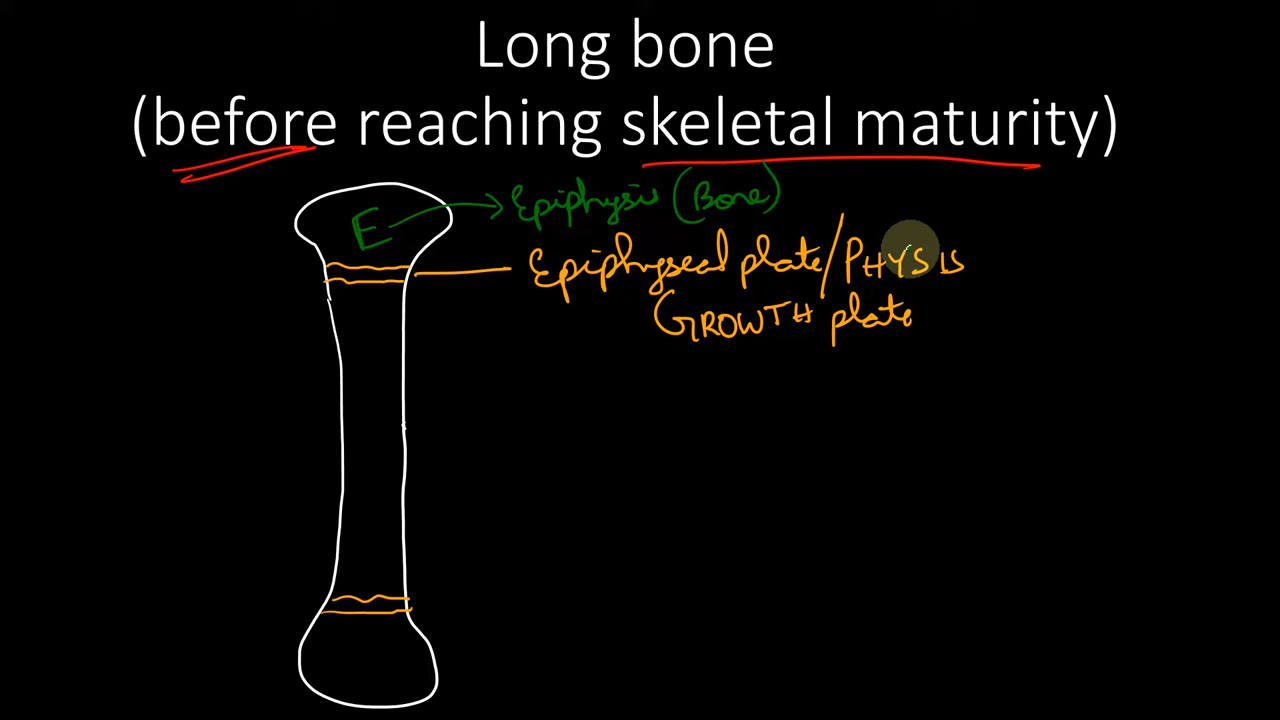 Long bone
(before reaching skeletal maturity)
E
Epiphysis (Bone)
Epiphyseal plate/PHYSIS
GROWTH plate